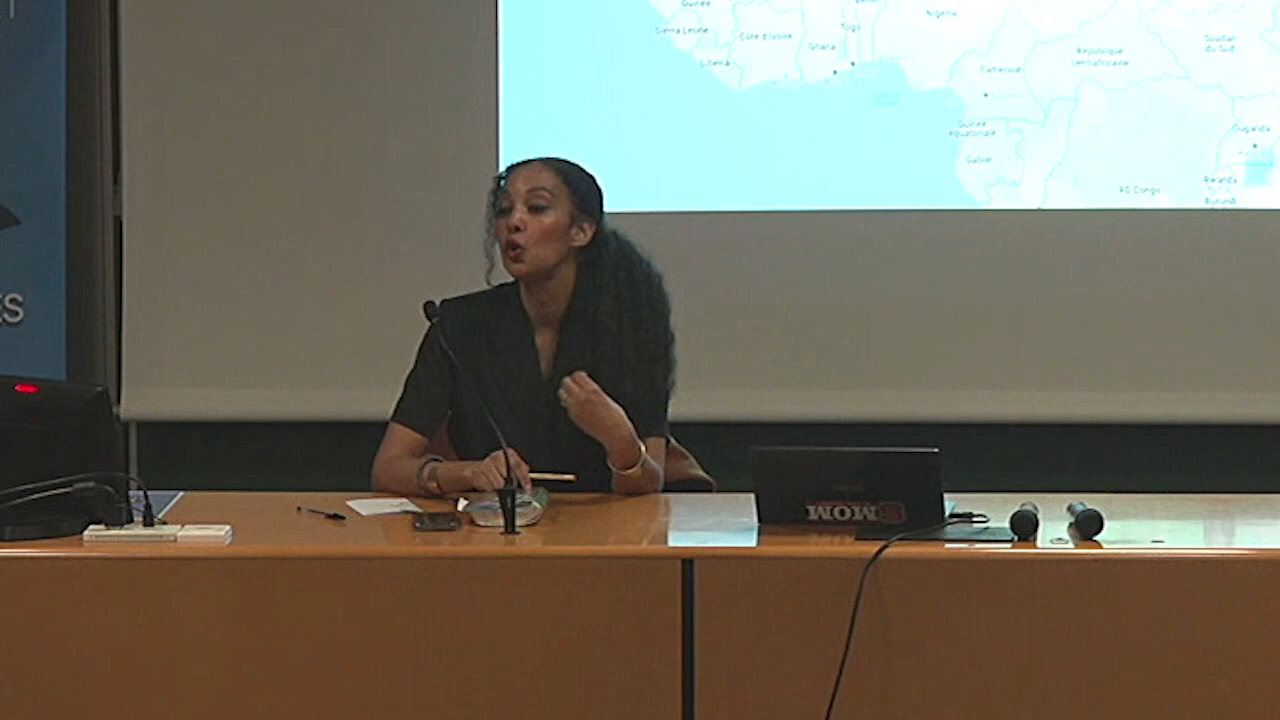 Guinée
Sierra Leone
Côte d'Ivoire
Liberia
Ghana
Togo
Nigeria
Cameroun
République
centrafricaine
Soudan
du Sud
Guinée
équatoriale
Gabon
RD Congo
Ouganda
Rwanda
Burundi
ES
MOM